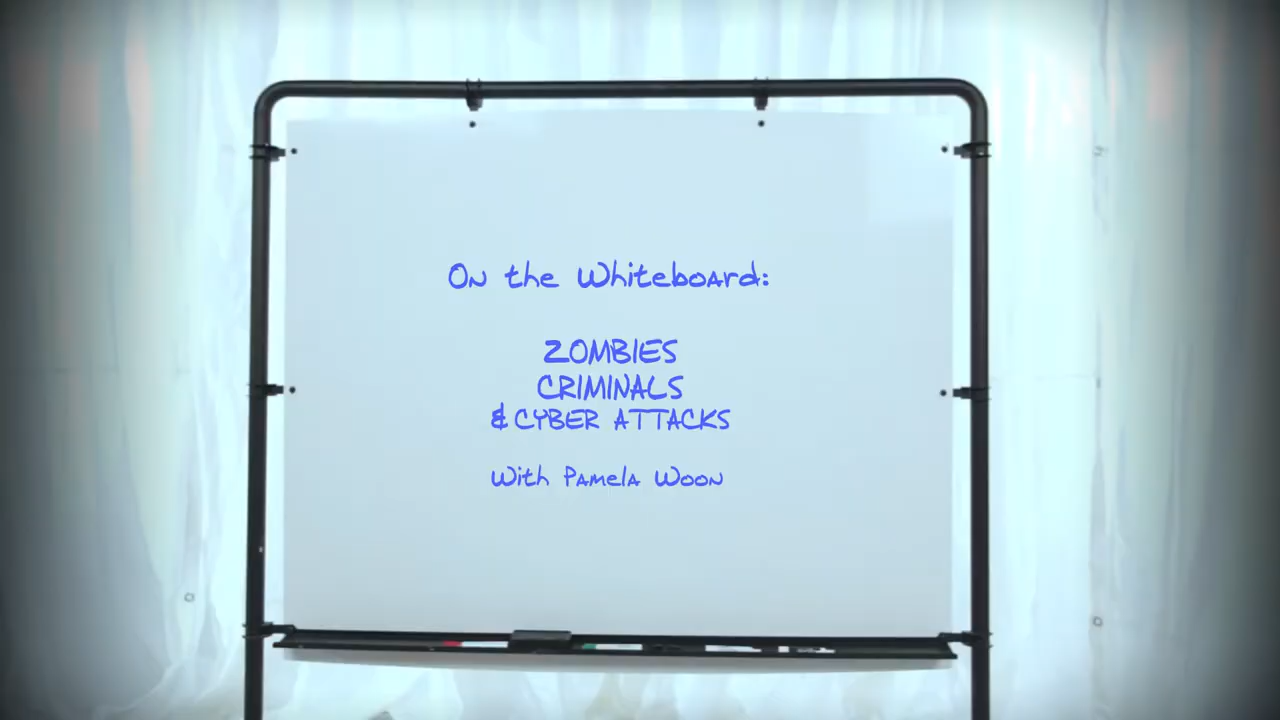 On the Whiteboard:
ZOMBIES
CRIMINALS
& CYBER ATTACKS
With Pamela Woon